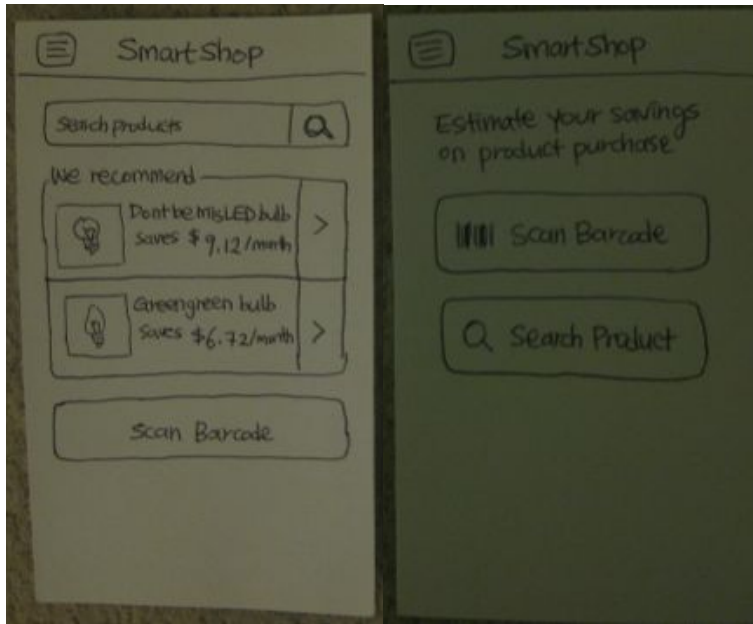 SmartShop
Search products
We recommend
Dont be MisLED bulb
Saves $9.12/month
Greengreen bulb
Saves $6.72/month
Scan Barcode
SmartShop
Estimate your savings
on product purchase
Scan Barcode
Search Product